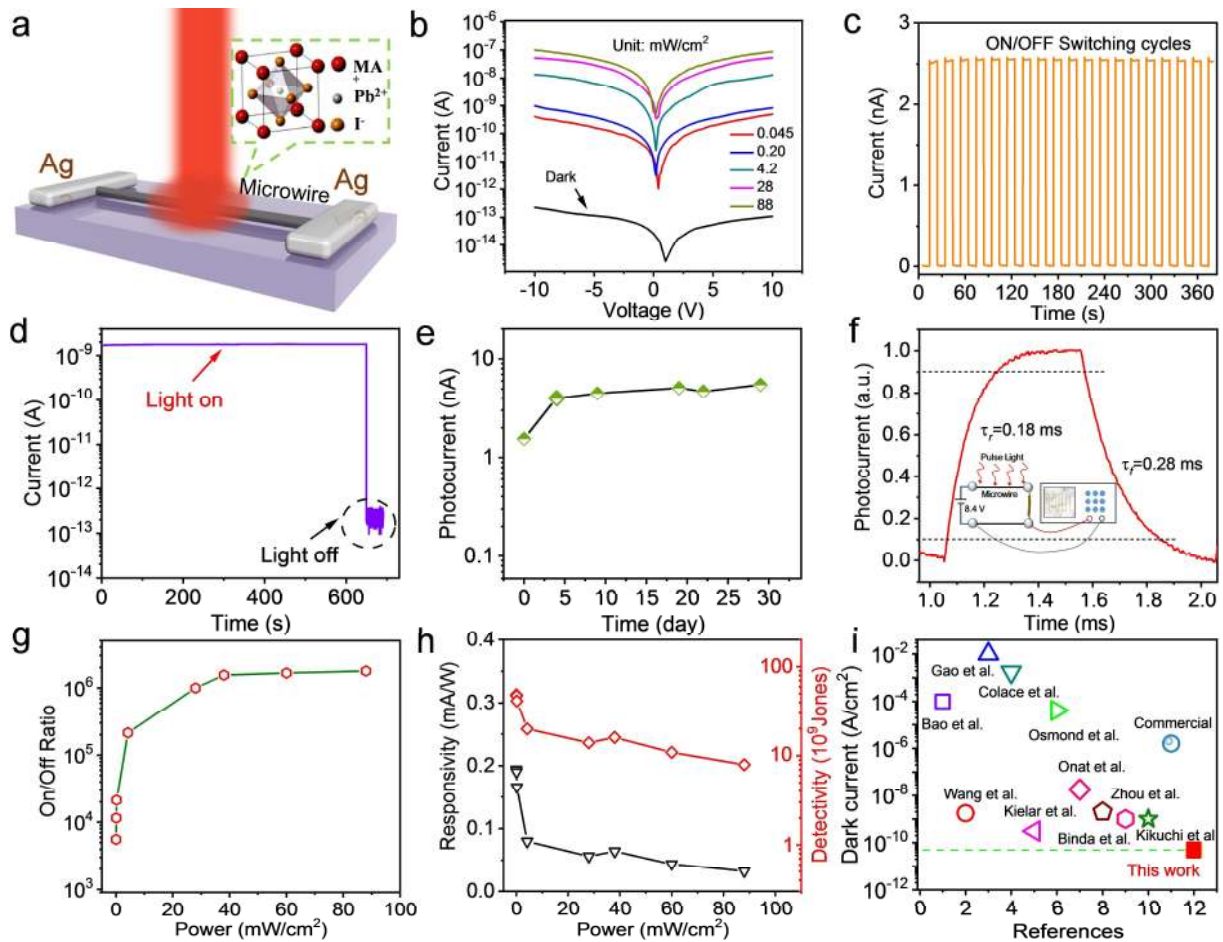 a
MA
+
Pb²⁺
I⁻
Ag
Microwire
Ag
b
Unit: mW/cm²
Dark
0.045
0.20
4.2
28
88
10⁻⁶
10⁻⁷
10⁻⁸
10⁻⁹
10⁻¹⁰
10⁻¹¹
10⁻¹²
10⁻¹³
10⁻¹⁴
Current (A)
-10 -5 0 5 10
Voltage (V)
c
ON/OFF Switching cycles
3
2
1
0
Current (nA)
0 60 120 180 240 300 360
Time (s)
d
Light on
Light off
10⁻⁹
10⁻¹⁰
10⁻¹¹
10⁻¹²
10⁻¹³
10⁻¹⁴
Current (A)
0 200 400 600
Time (s)
e
10
1
0.1
Photocurrent (nA)
0 5 10 15 20 25 30
Time (day)
f
τr=0.18 ms
τf=0.28 ms
Pulse Light
Microwire
8.4 V
1.0
0.8
0.6
0.4
0.2
0.0
Photocurrent (a.u.)
1.0 1.2 1.4 1.6 1.8 2.0
Time (ms)
g
10⁶
10⁵
10⁴
10³
On/Off Ratio
0 20 40 60 80 100
Power (mW/cm²)
h
0.4
0.3
0.2
0.1
0.0
Responsivity (mA/W)
100
10
1
Detectivity (10⁹Jones)
0 20 40 60 80 100
Power (mW/cm²)
i
10⁻²
10⁻⁴
10⁻⁶
10⁻⁸
10⁻¹⁰
10⁻¹²
Dark current (A/cm²)
Gao et al.
Colace et al.
Bao et al.
Osmond et al.
Commercial
Onat et al.
Wang et al.
Kielar et al.
Zhou et al.
Binda et al.
Kikuchi et al
This work
0 2 4 6 8 10 12
References